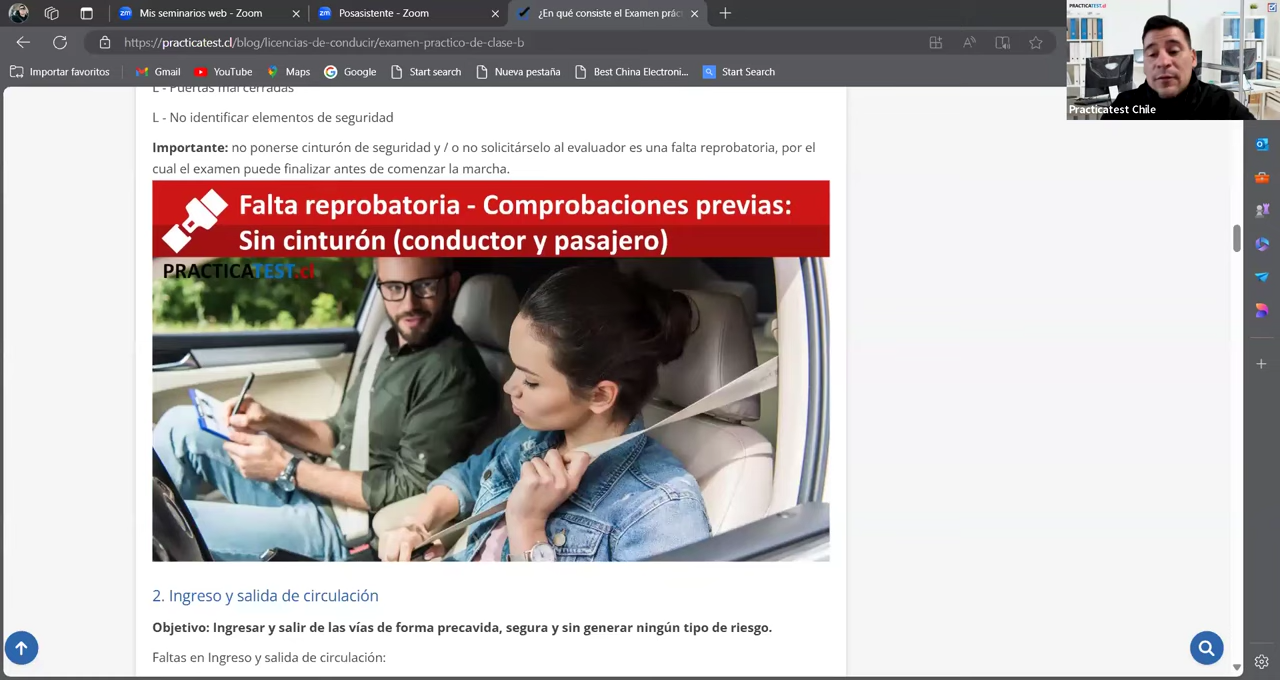 Mis seminarios web - Zoom
Posasistente - Zoom
¿En qué consiste el Examen prác
https://practicatest.cl/blog/licencias-de-conducir/examen-practico-de-clase-b
Importar favoritos
Gmail
YouTube
Maps
Google
Start search
Nueva pestaña
Best China Electroni...
Start Search
PRACTICATEST.cl
Practicatest Chile
L - Puertas mal cerradas
L - No identificar elementos de seguridad
Importante: no ponerse cinturón de seguridad y / o no solicitárselo al evaluador es una falta reprobatoria, por el
cual el examen puede finalizar antes de comenzar la marcha.
Falta reprobatoria - Comprobaciones previas:
Sin cinturón (conductor y pasajero)
PRACTICATEST.cl
2. Ingreso y salida de circulación
Objetivo: Ingresar y salir de las vías de forma precavida, segura y sin generar ningún tipo de riesgo.
Faltas en Ingreso y salida de circulación: